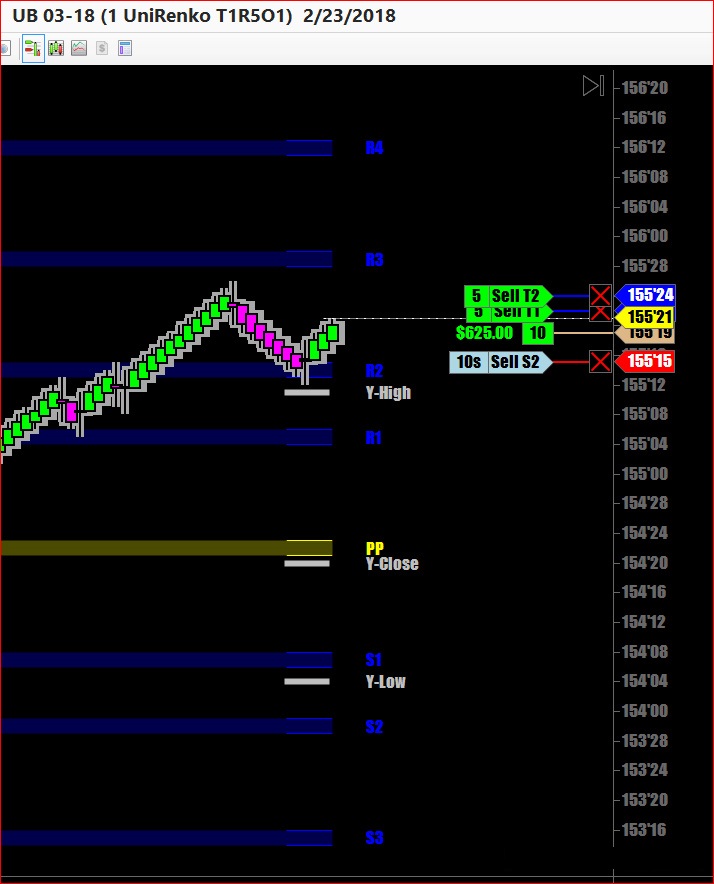 UB 03-18 (1 UniRenko T1R5O1) 2/23/2018
156'20
156'16
R4 156'12
156'08
156'04
156'00
R3 155'28
5 Sell T2 155'24
5 Sell T1
155'21
$625.00 10 155'19
10s Sell S2 155'15
R2
155'12
Y-High
155'08
R1 155'04
155'00
154'28
154'24
PP
Y-Close 154'20
154'16
154'12
S1 154'08
Y-Low 154'04
154'00
S2
153'28
153'24
153'20
S3 153'16